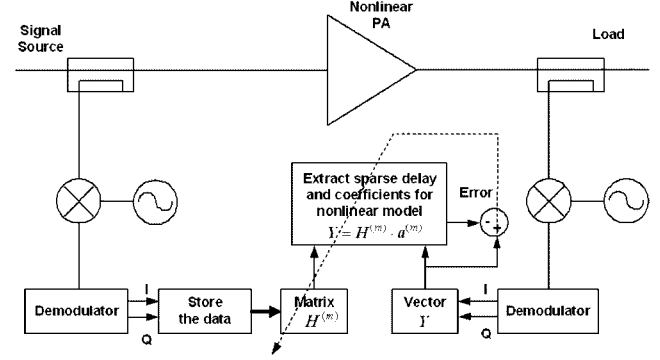 Signal
Source
Nonlinear
PA
Load
Extract sparse delay
and coefficients for
nonlinear model
Y = H^(m) · a^(m)
Error
-
+
Demodulator
I
Q
Store
the data
Matrix
H^(m)
Vector
Y
I
Q
Demodulator